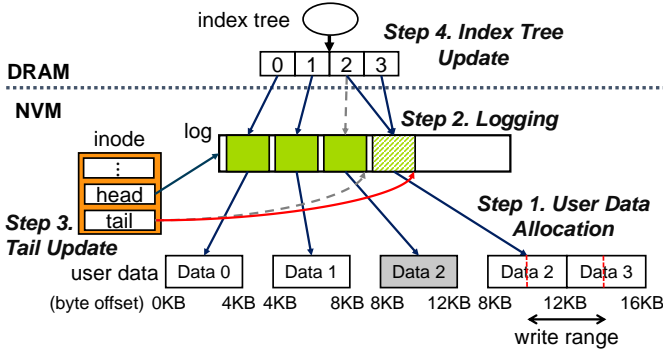 index tree
Step 4. Index Tree
Update
0 1 2 3
DRAM
NVM
inode
log
Step 2. Logging
⋮
head
tail
Step 3.
Tail Update
Step 1. User Data
Allocation
user data
Data 0
Data 1
Data 2
Data 2
Data 3
(byte offset) 0KB 4KB 4KB 8KB 8KB 12KB 8KB 12KB 16KB
write range